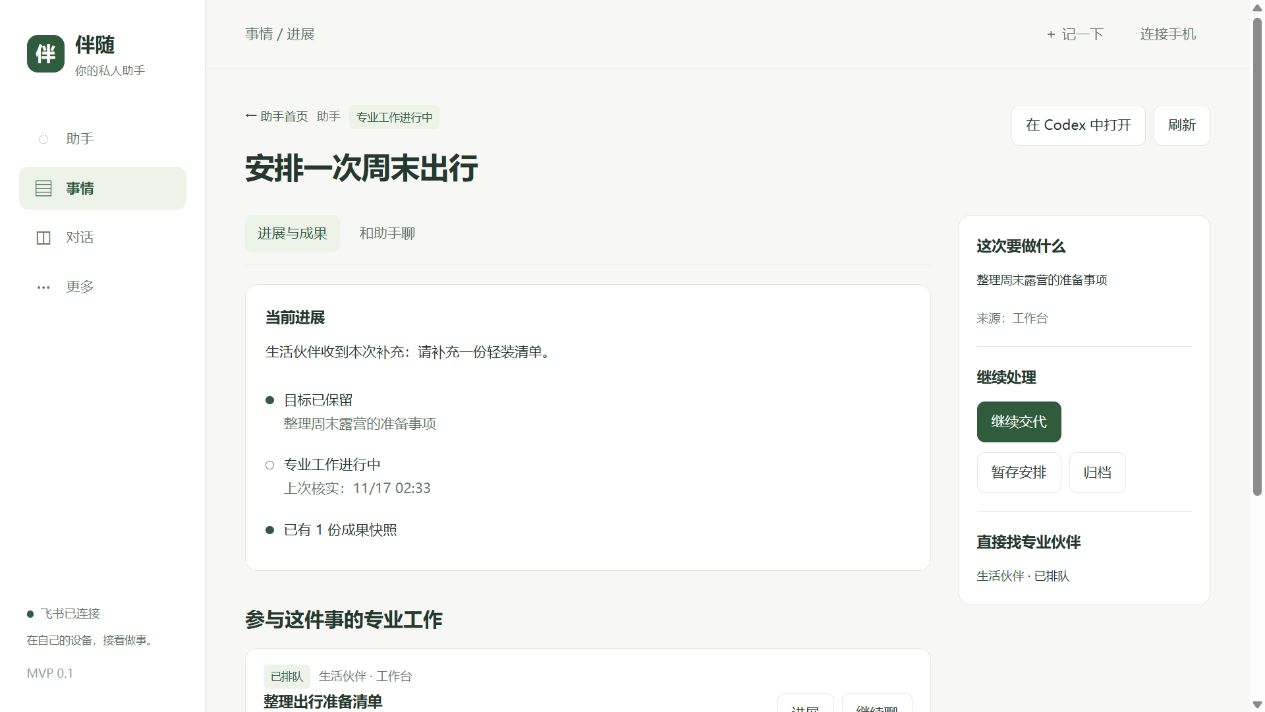 伴
伴随
你的私人助手
助手
事情
对话
更多
飞书已连接
在自己的设备，接着做事。
MVP 0.1
事情 / 进展
+ 记一下
连接手机
← 助手首页 助手 专业工作进行中
安排一次周末出行
在 Codex 中打开
刷新
进展与成果
和助手聊
当前进展
生活伙伴收到本次补充：请补充一份轻装清单。
目标已保留
整理周末露营的准备事项
专业工作进行中
上次核实：11/17 02:33
已有 1 份成果快照
参与这件事的专业工作
已排队 生活伙伴 · 工作台
整理出行准备清单
进展
继续聊
这次要做什么
整理周末露营的准备事项
来源：工作台
继续处理
继续交代
暂存安排
归档
直接找专业伙伴
生活伙伴 · 已排队